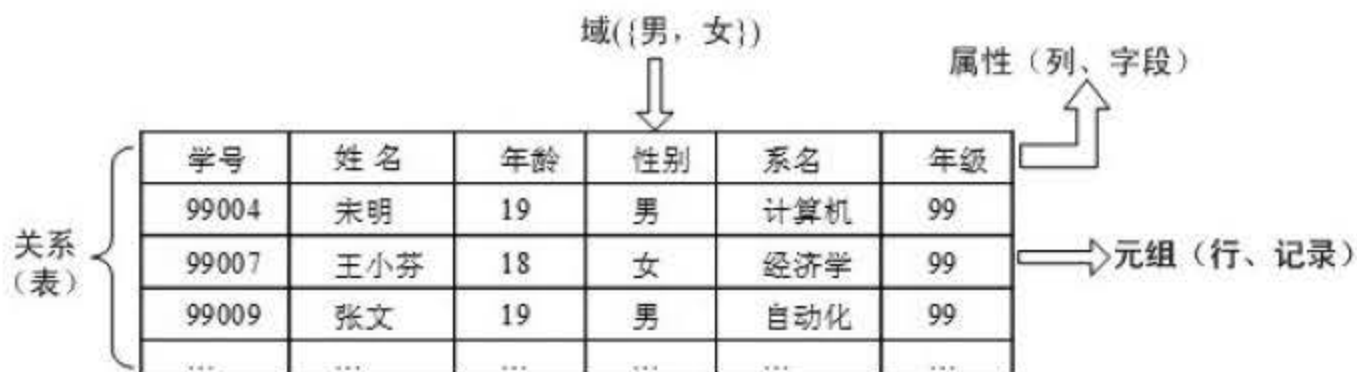 域({男，女})
属性（列、字段）
学号 姓 名 年龄 性别 系名 年级
99004 宋明 19 男 计算机 99
关系
（表）
99007 王小芬 18 女 经济学 99
元组（行、记录）
99009 张文 19 男 自动化 99
… … … … … …